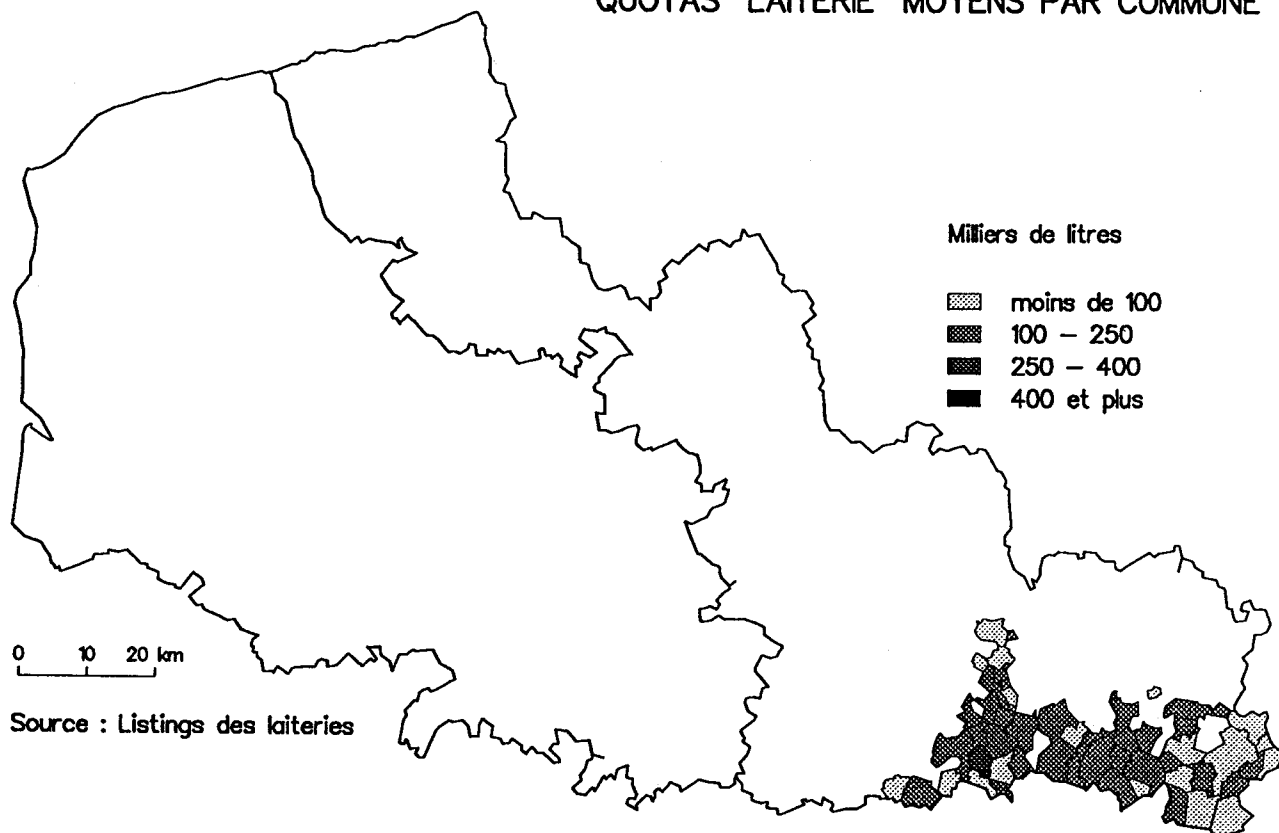 QUOTAS "LAITERIE" MOYENS PAR COMMUNE
Milliers de litres
moins de 100
100 – 250
250 – 400
400 et plus
0 10 20 km
Source : Listings des laiteries